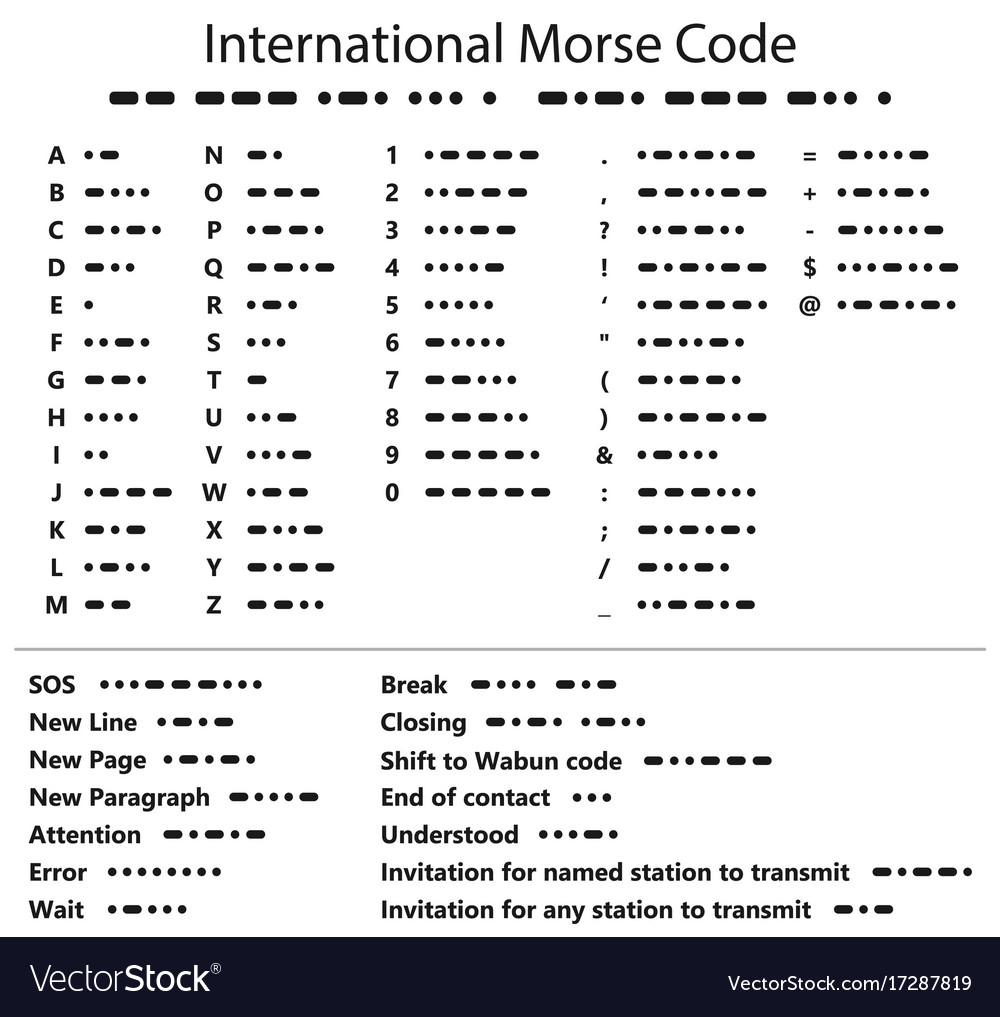 International Morse Code
-- --- .-. ... . -.-. --- -.. .
A .- N -. 1 .---- . .-.-.- = -...-
B -... O --- 2 ..--- , --..-- + .-.-.
C -.-. P .--. 3 ...-- ? ..--.. - -....-
D -.. Q --.- 4 ....- ! -.-.-- $ ...-..-
E . R .-. 5 ..... ‘ .----. @ .--.-.
F ..-. S ... 6 -.... " .-..-.
G --. T - 7 --... ( -.--.
H .... U ..- 8 ---.. ) -.--.-
I .. V ...- 9 ----. & .-...
J .--- W .-- 0 ----- : ---...
K -.- X -..- ; -.-.-.
L .-.. Y -.-- / -..-.
M -- Z --.. _ ..--.-
SOS ...---... Break -... -.-
New Line .-.- Closing -.-. .-..
New Page .-.-. Shift to Wabun code -..---
New Paragraph -...- End of contact ...
Attention -.-.- Understood ...-.
Error ........ Invitation for named station to transmit -.--.
Wait .-... Invitation for any station to transmit -.-
VectorStock® VectorStock.com/17287819